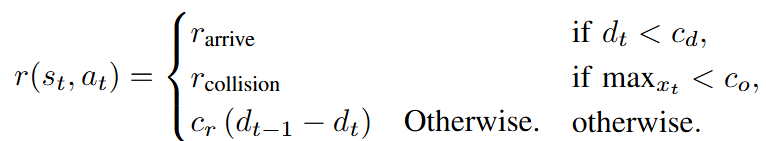 r_arrive if d_t < c_d,
r(s_t, a_t) = { r_collision if max_{x_t} < c_o,
c_r (d_{t−1} − d_t) Otherwise. otherwise.